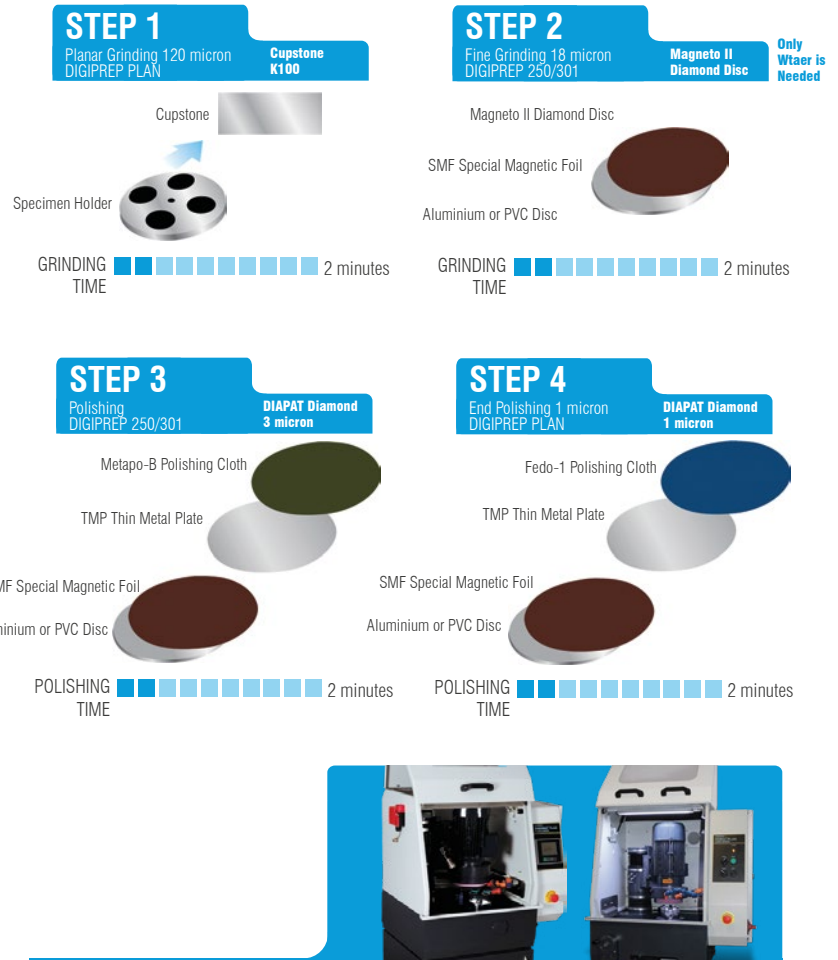 STEP 1
Planar Grinding 120 micron
DIGIPREP PLAN
Cupstone
K100
Cupstone
Specimen Holder
GRINDING
TIME
2 minutes
STEP 2
Fine Grinding 18 micron
DIGIPREP 250/301
Magneto II
Diamond Disc
Only
Wtaer is
Needed
Magneto II Diamond Disc
SMF Special Magnetic Foil
Aluminium or PVC Disc
GRINDING
TIME
2 minutes
STEP 3
Polishing
DIGIPREP 250/301
DIAPAT Diamond
3 micron
Metapo-B Polishing Cloth
TMP Thin Metal Plate
MF Special Magnetic Foil
minium or PVC Disc
POLISHING
TIME
2 minutes
STEP 4
End Polishing 1 micron
DIGIPREP PLAN
DIAPAT Diamond
1 micron
Fedo-1 Polishing Cloth
TMP Thin Metal Plate
SMF Special Magnetic Foil
Aluminium or PVC Disc
POLISHING
TIME
2 minutes